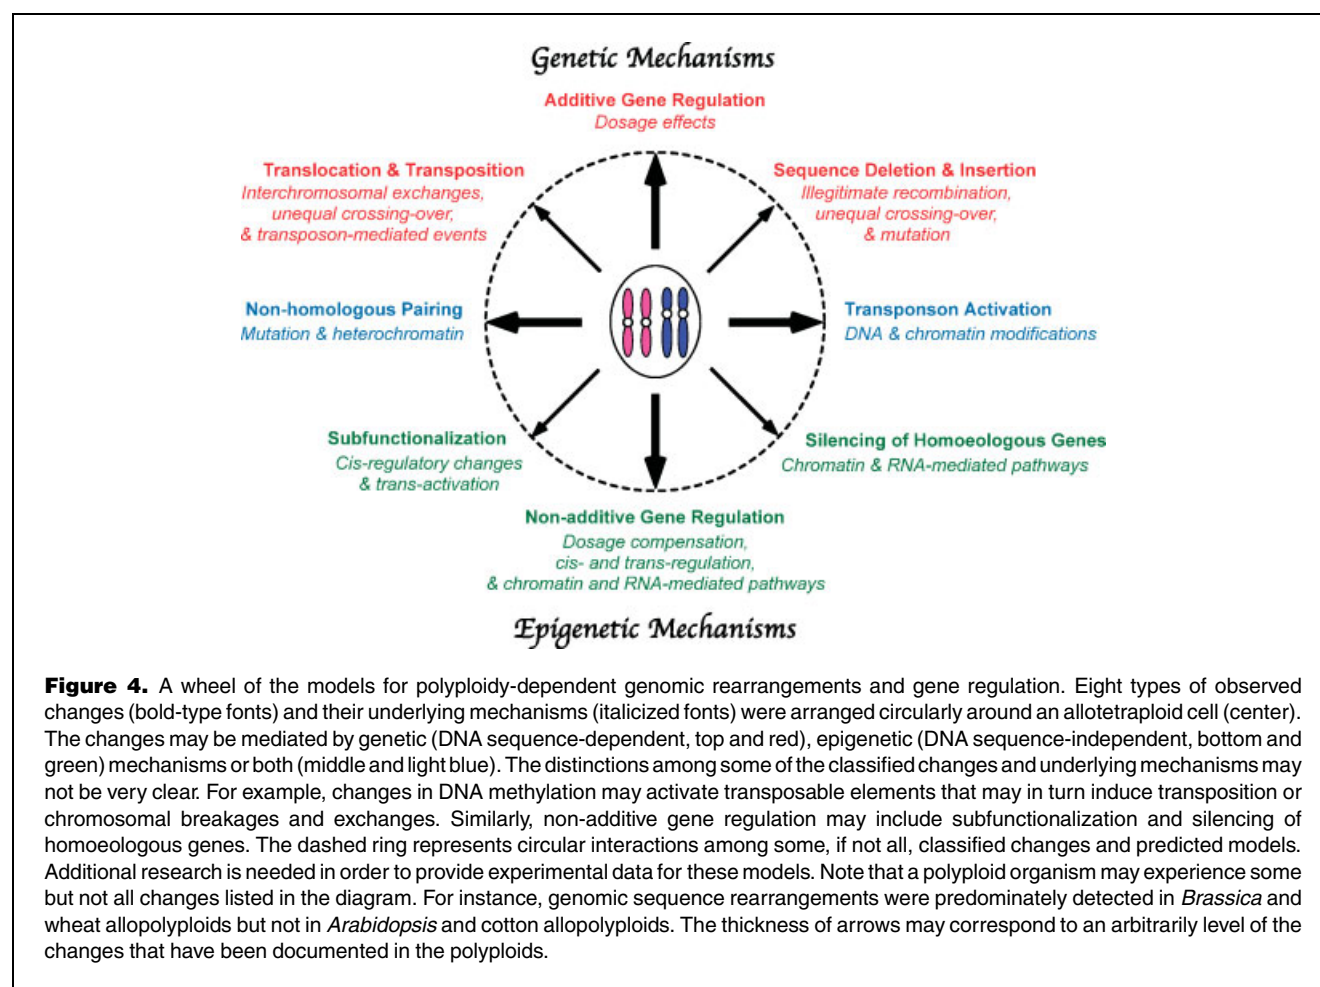 Genetic Mechanisms
Additive Gene Regulation
Dosage effects
Translocation & Transposition
Interchromosomal exchanges,
unequal crossing-over,
& transposon-mediated events
Sequence Deletion & Insertion
Illegitimate recombination,
unequal crossing-over,
& mutation
Non-homologous Pairing
Mutation & heterochromatin
Transponson Activation
DNA & chromatin modifications
Subfunctionalization
Cis-regulatory changes
& trans-activation
Silencing of Homoeologous Genes
Chromatin & RNA-mediated pathways
Non-additive Gene Regulation
Dosage compensation,
cis- and trans-regulation,
& chromatin and RNA-mediated pathways
Epigenetic Mechanisms
Figure 4. A wheel of the models for polyploidy-dependent genomic rearrangements and gene regulation. Eight types of observed
changes (bold-type fonts) and their underlying mechanisms (italicized fonts) were arranged circularly around an allotetraploid cell (center).
The changes may be mediated by genetic (DNA sequence-dependent, top and red), epigenetic (DNA sequence-independent, bottom and
green) mechanisms or both (middle and light blue). The distinctions among some of the classified changes and underlying mechanisms may
not be very clear. For example, changes in DNA methylation may activate transposable elements that may in turn induce transposition or
chromosomal breakages and exchanges. Similarly, non-additive gene regulation may include subfunctionalization and silencing of
homoeologous genes. The dashed ring represents circular interactions among some, if not all, classified changes and predicted models.
Additional research is needed in order to provide experimental data for these models. Note that a polyploid organism may experience some
but not all changes listed in the diagram. For instance, genomic sequence rearrangements were predominately detected in Brassica and
wheat allopolyploids but not in Arabidopsis and cotton allopolyploids. The thickness of arrows may correspond to an arbitrarily level of the
changes that have been documented in the polyploids.